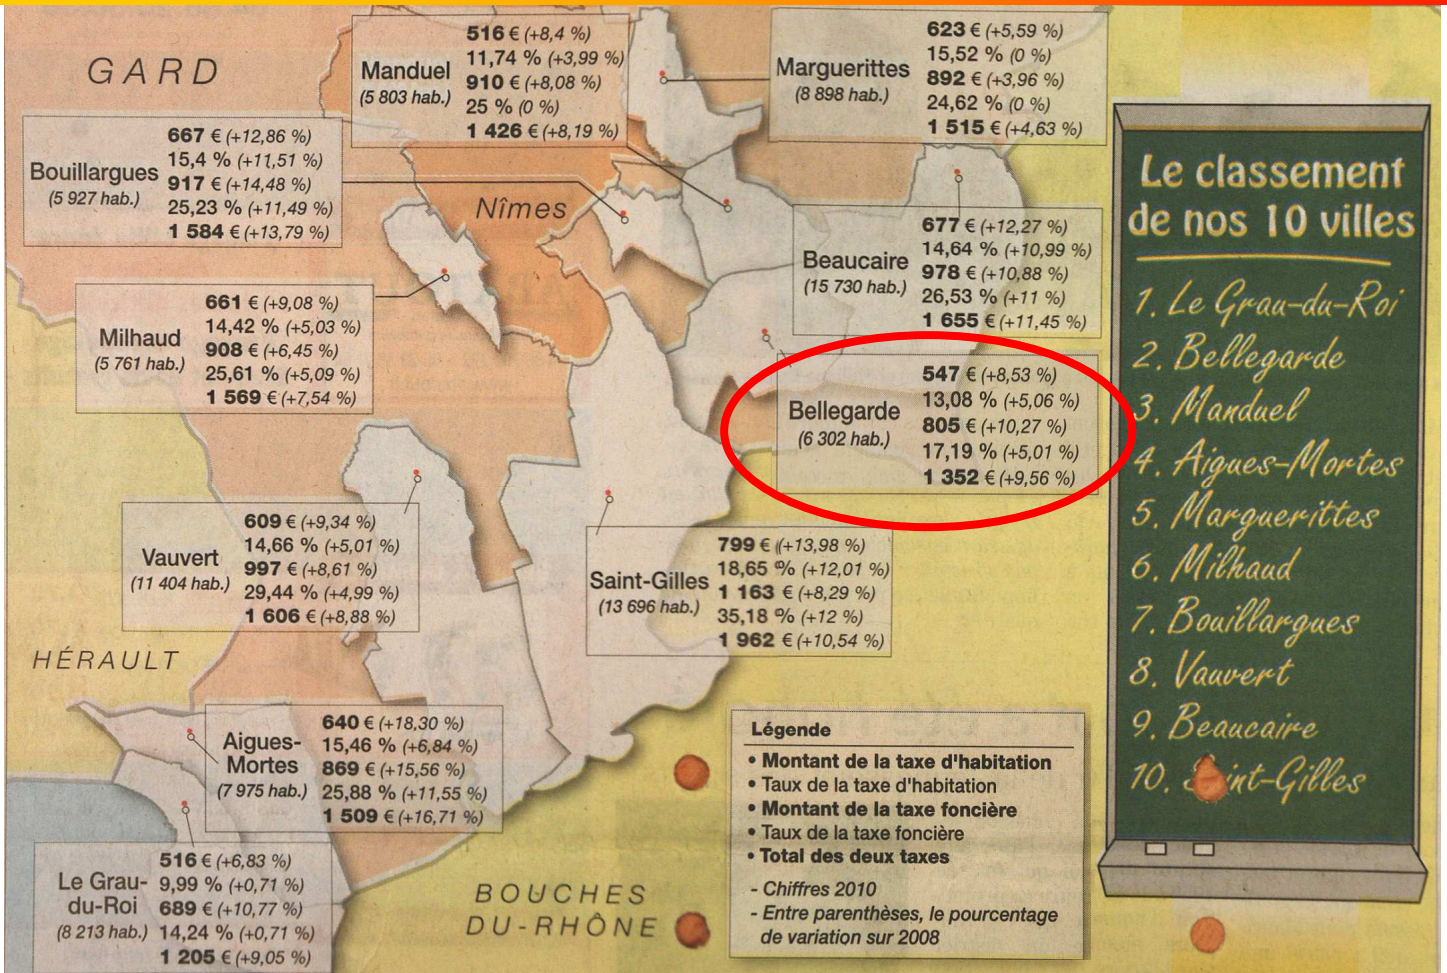 GARD
Manduel
(5 803 hab.)
516 € (+8,4 %)
11,74 % (+3,99 %)
910 € (+8,08 %)
25 % (0 %)
1 426 € (+8,19 %)
Marguerittes
(8 898 hab.)
623 € (+5,59 %)
15,52 % (0 %)
892 € (+3,96 %)
24,62 % (0 %)
1 515 € (+4,63 %)
Bouillargues
(5 927 hab.)
667 € (+12,86 %)
15,4 % (+11,51 %)
917 € (+14,48 %)
25,23 % (+11,49 %)
1 584 € (+13,79 %)
Nîmes
Beaucaire
(15 730 hab.)
677 € (+12,27 %)
14,64 % (+10,99 %)
978 € (+10,88 %)
26,53 % (+11 %)
1 655 € (+11,45 %)
Milhaud
(5 761 hab.)
661 € (+9,08 %)
14,42 % (+5,03 %)
908 € (+6,45 %)
25,61 % (+5,09 %)
1 569 € (+7,54 %)
Bellegarde
(6 302 hab.)
547 € (+8,53 %)
13,08 % (+5,06 %)
805 € (+10,27 %)
17,19 % (+5,01 %)
1 352 € (+9,56 %)
Vauvert
(11 404 hab.)
609 € (+9,34 %)
14,66 % (+5,01 %)
997 € (+8,61 %)
29,44 % (+4,99 %)
1 606 € (+8,88 %)
Saint-Gilles
(13 696 hab.)
799 € (+13,98 %)
18,65 % (+12,01 %)
1 163 € (+8,29 %)
35,18 % (+12 %)
1 962 € (+10,54 %)
HÉRAULT
Aigues-
Mortes
(7 975 hab.)
640 € (+18,30 %)
15,46 % (+6,84 %)
869 € (+15,56 %)
25,88 % (+11,55 %)
1 509 € (+16,71 %)
Le Grau-
du-Roi
(8 213 hab.)
516 € (+6,83 %)
9,99 % (+0,71 %)
689 € (+10,77 %)
14,24 % (+0,71 %)
1 205 € (+9,05 %)
BOUCHES
DU-RHÔNE
Légende
• Montant de la taxe d'habitation
• Taux de la taxe d'habitation
• Montant de la taxe foncière
• Taux de la taxe foncière
• Total des deux taxes
- Chiffres 2010
- Entre parenthèses, le pourcentage
de variation sur 2008
Le classement
de nos 10 villes
1. Le Grau-du-Roi
2. Bellegarde
3. Manduel
4. Aigues-Mortes
5. Marguerittes
6. Milhaud
7. Bouillargues
8. Vauvert
9. Beaucaire
10. Saint-Gilles